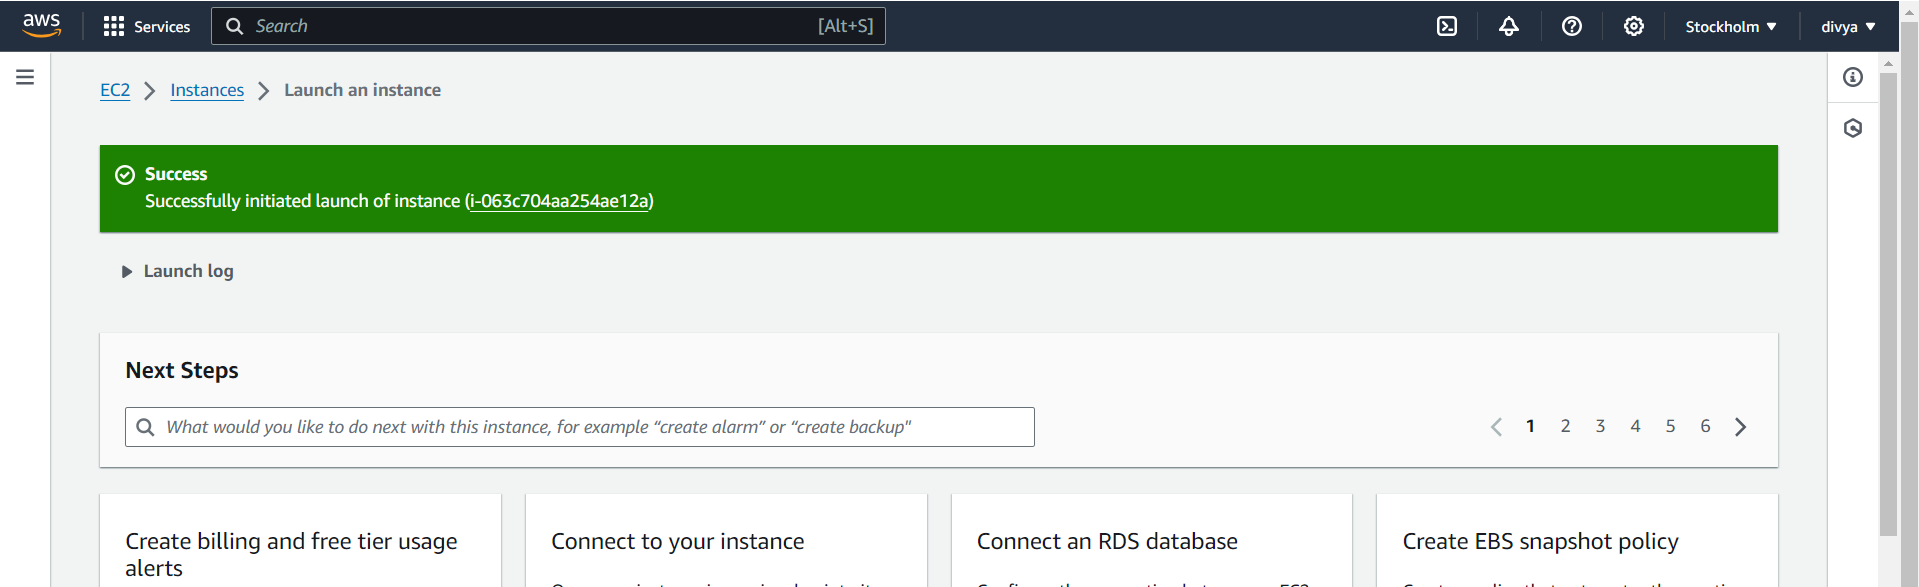 aws
Services
Search [Alt+S]
Stockholm
divya
EC2 Instances Launch an instance
Success
Successfully initiated launch of instance (i-063c704aa254ae12a)
Launch log
Next Steps
What would you like to do next with this instance, for example “create alarm” or “create backup"
1 2 3 4 5 6
Create billing and free tier usage
alerts
Connect to your instance
Connect an RDS database
Create EBS snapshot policy